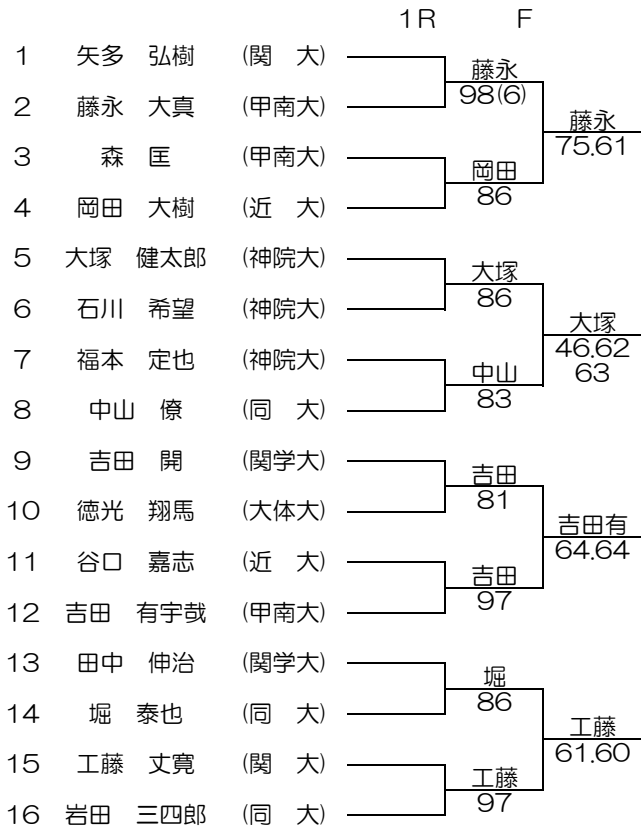 1R F
1 矢多 弘樹 (関 大)
2 藤永 大真 (甲南大)
3 森 匡 (甲南大)
4 岡田 大樹 (近 大)
5 大塚 健太郎 (神院大)
6 石川 希望 (神院大)
7 福本 定也 (神院大)
8 中山 僚 (同 大)
9 吉田 開 (関学大)
10 徳光 翔馬 (大体大)
11 谷口 嘉志 (近 大)
12 吉田 有宇哉 (甲南大)
13 田中 伸治 (関学大)
14 堀 泰也 (同 大)
15 工藤 丈寛 (関 大)
16 岩田 三四郎 (同 大)
藤永
98(6)
岡田
86
大塚
86
中山
83
吉田
81
吉田
97
堀
86
工藤
97
藤永
75.61
大塚
46.62
63
吉田有
64.64
工藤
61.60